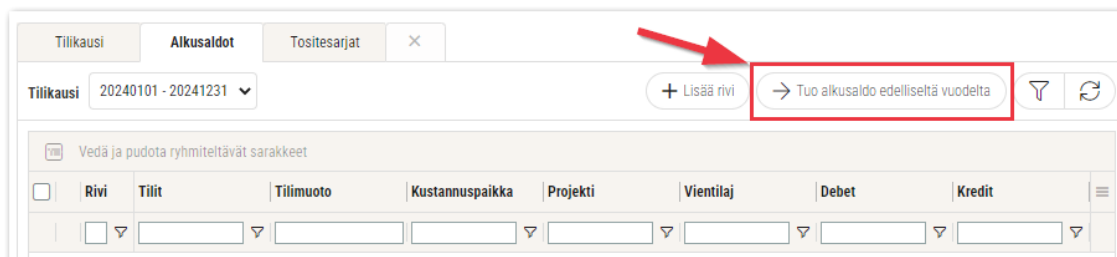 Tilikausi Alkusaldot Tositesarjat
Tilikausi 20240101 - 20241231 + Lisää rivi → Tuo alkusaldo edelliseltä vuodelta
Vedä ja pudota ryhmiteltävät sarakkeet
Rivi Tilit Tilimuoto Kustannuspaikka Projekti Vientilaj Debet Kredit